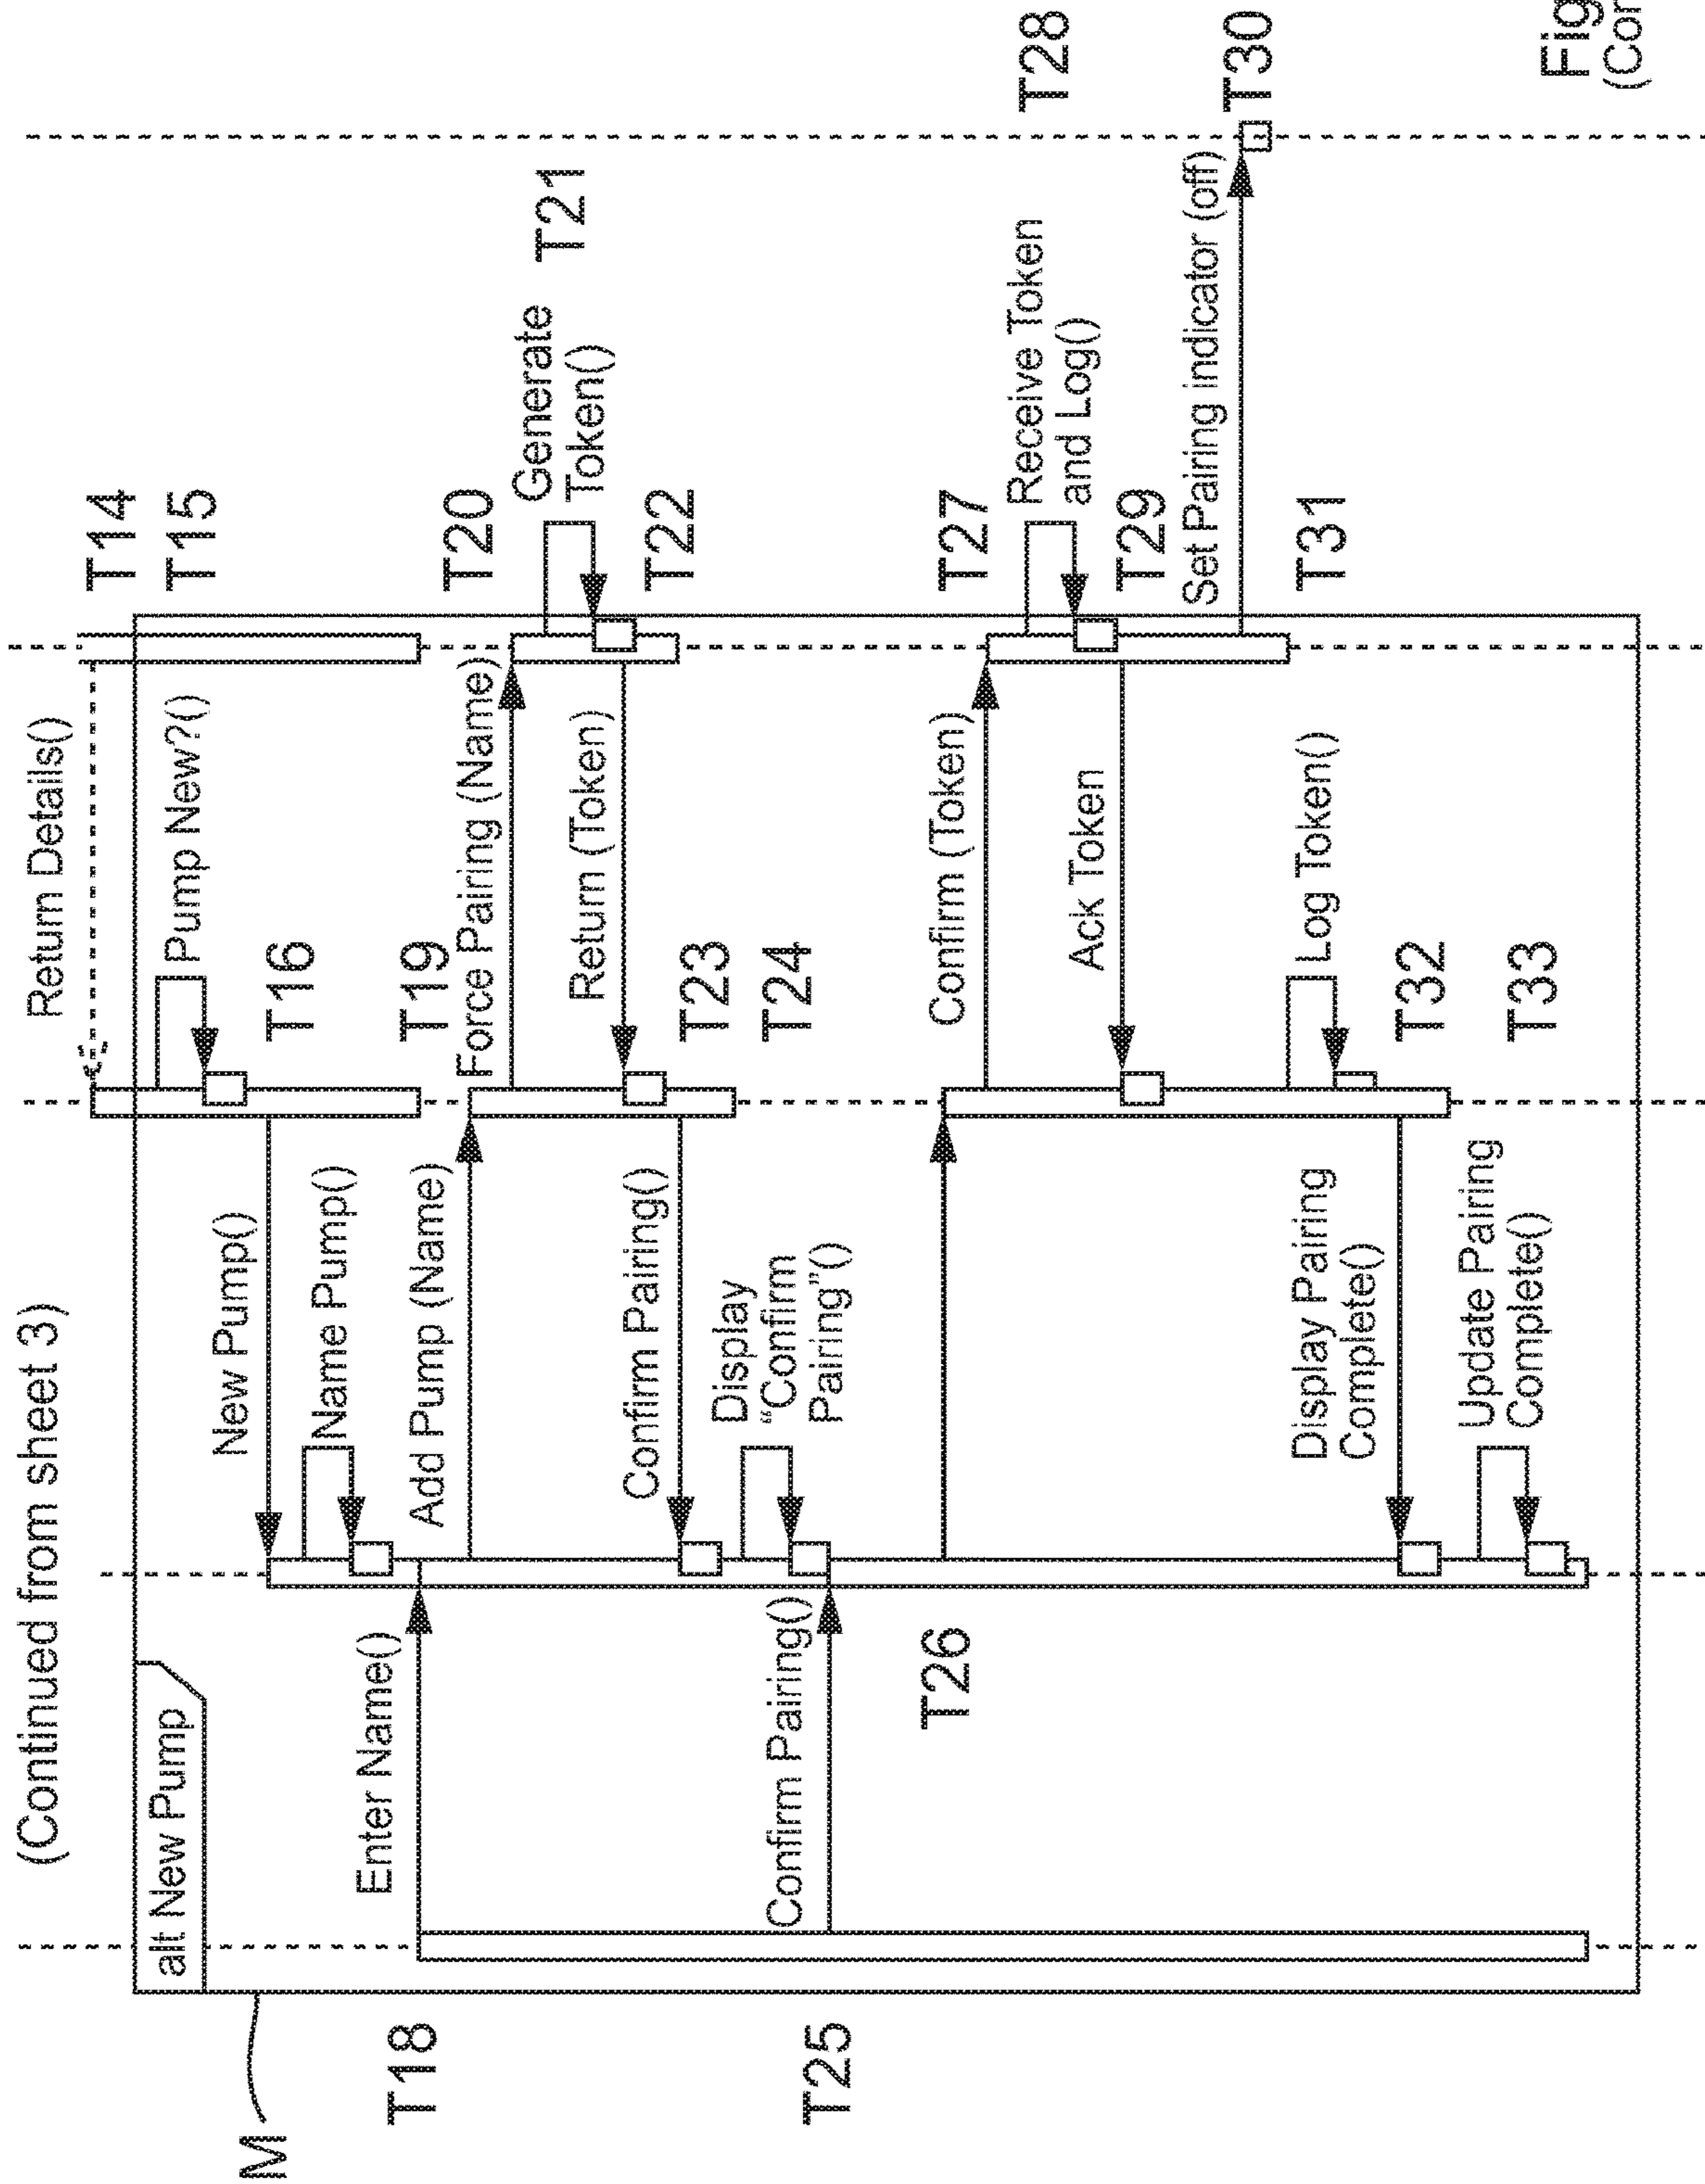 (Continued from sheet 3)
Return Details()
T14
M
alt New Pump
Pump New?()
T15
New Pump()
T16
Name Pump()
T18
Enter Name()
T19
Add Pump (Name)
T20
Force Pairing (Name)
Generate
Token()
T21
Return (Token)
T22
Confirm Pairing()
T23
Display
“Confirm
Pairing”()
T24
T25
Confirm Pairing()
T26
Confirm (Token)
T27
Receive Token
and Log()
T28
Ack Token
T29
Set Pairing indicator (off)
T30
Log Token()
T31
Display Pairing
Complete()
T32
Update Pairing
Complete()
T33
Fig
(Cor